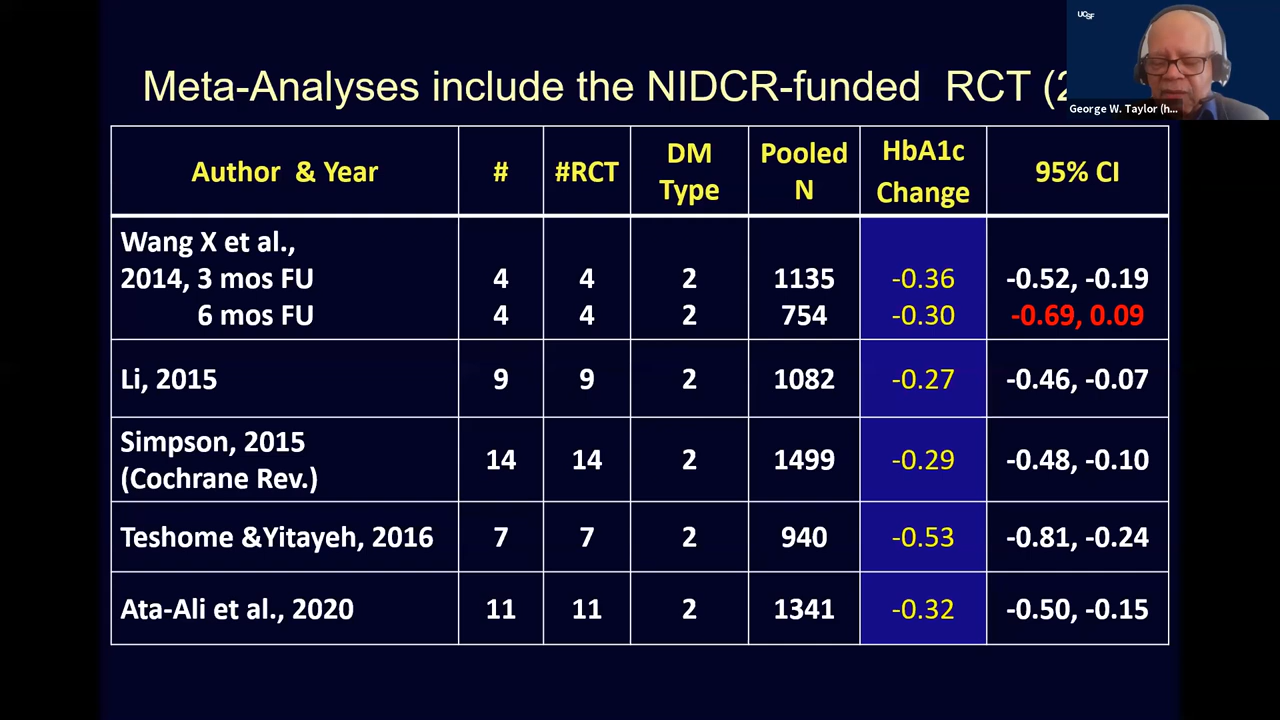 UCSF
Meta-Analyses include the NIDCR-funded RCT (2
George W. Taylor (h...
Author & Year # #RCT DM Type Pooled N HbA1c Change 95% CI
Wang X et al.,
2014, 3 mos FU 4 4 2 1135 -0.36 -0.52, -0.19
6 mos FU 4 4 2 754 -0.30 -0.69, 0.09
Li, 2015 9 9 2 1082 -0.27 -0.46, -0.07
Simpson, 2015
(Cochrane Rev.) 14 14 2 1499 -0.29 -0.48, -0.10
Teshome &Yitayeh, 2016 7 7 2 940 -0.53 -0.81, -0.24
Ata-Ali et al., 2020 11 11 2 1341 -0.32 -0.50, -0.15